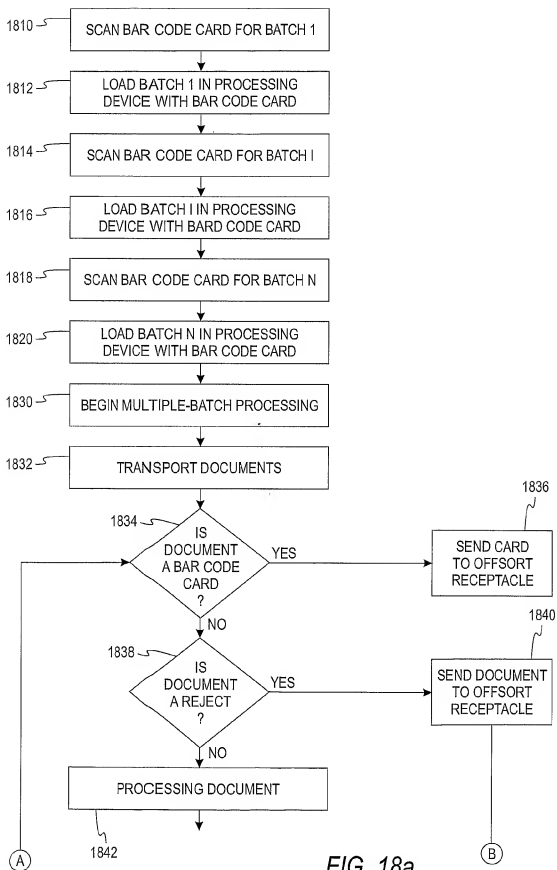 1810
SCAN BAR CODE CARD FOR BATCH 1
1812
LOAD BATCH 1 IN PROCESSING
DEVICE WITH BAR CODE CARD
1814
SCAN BAR CODE CARD FOR BATCH I
1816
LOAD BATCH I IN PROCESSING
DEVICE WITH BARD CODE CARD
1818
SCAN BAR CODE CARD FOR BATCH N
1820
LOAD BATCH N IN PROCESSING
DEVICE WITH BAR CODE CARD
1830
BEGIN MULTIPLE-BATCH PROCESSING
1832
TRANSPORT DOCUMENTS
1834
IS
DOCUMENT
A BAR CODE
CARD
?
YES
1836
SEND CARD
TO OFFSORT
RECEPTACLE
NO
1838
IS
DOCUMENT
A REJECT
?
YES
1840
SEND DOCUMENT
TO OFFSORT
RECEPTACLE
NO
PROCESSING DOCUMENT
1842
A
B
FIG. 18a